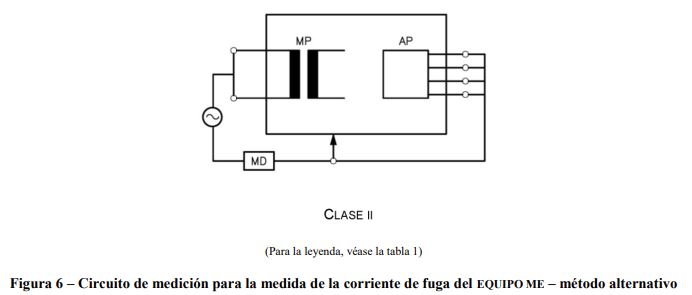 MP AP
MD
CLASE II
(Para la leyenda, véase la tabla 1)
Figura 6 – Circuito de medición para la medida de la corriente de fuga del EQUIPO ME – método alternativo